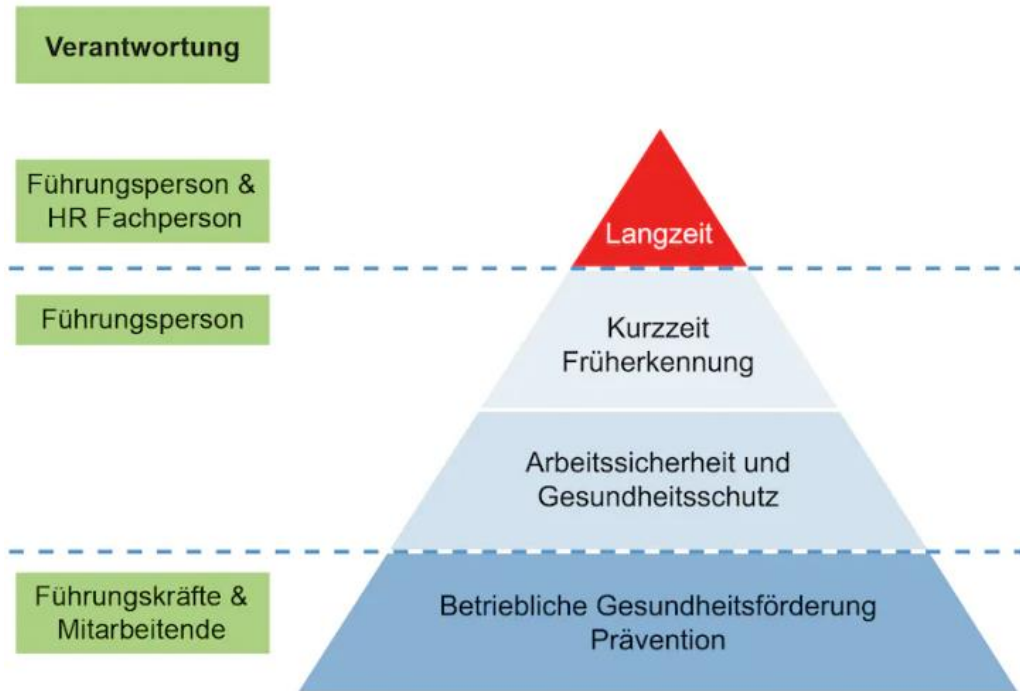 Verantwortung
Führungsperson &
HR Fachperson
Langzeit
Führungsperson
Kurzzeit
Früherkennung
Arbeitssicherheit und
Gesundheitsschutz
Führungskräfte &
Mitarbeitende
Betriebliche Gesundheitsförderung
Prävention